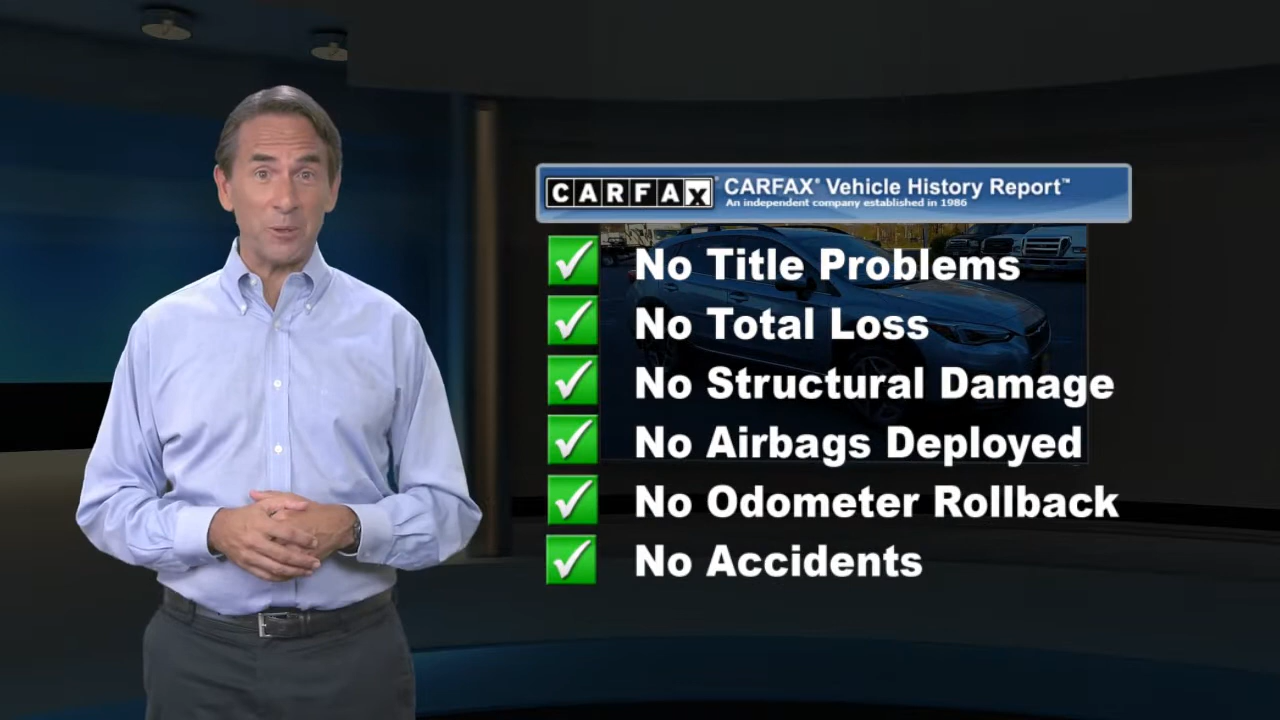 CARFAX® CARFAX® Vehicle History Report™
An independent company established in 1986
No Title Problems
No Total Loss
No Structural Damage
No Airbags Deployed
No Odometer Rollback
No Accidents